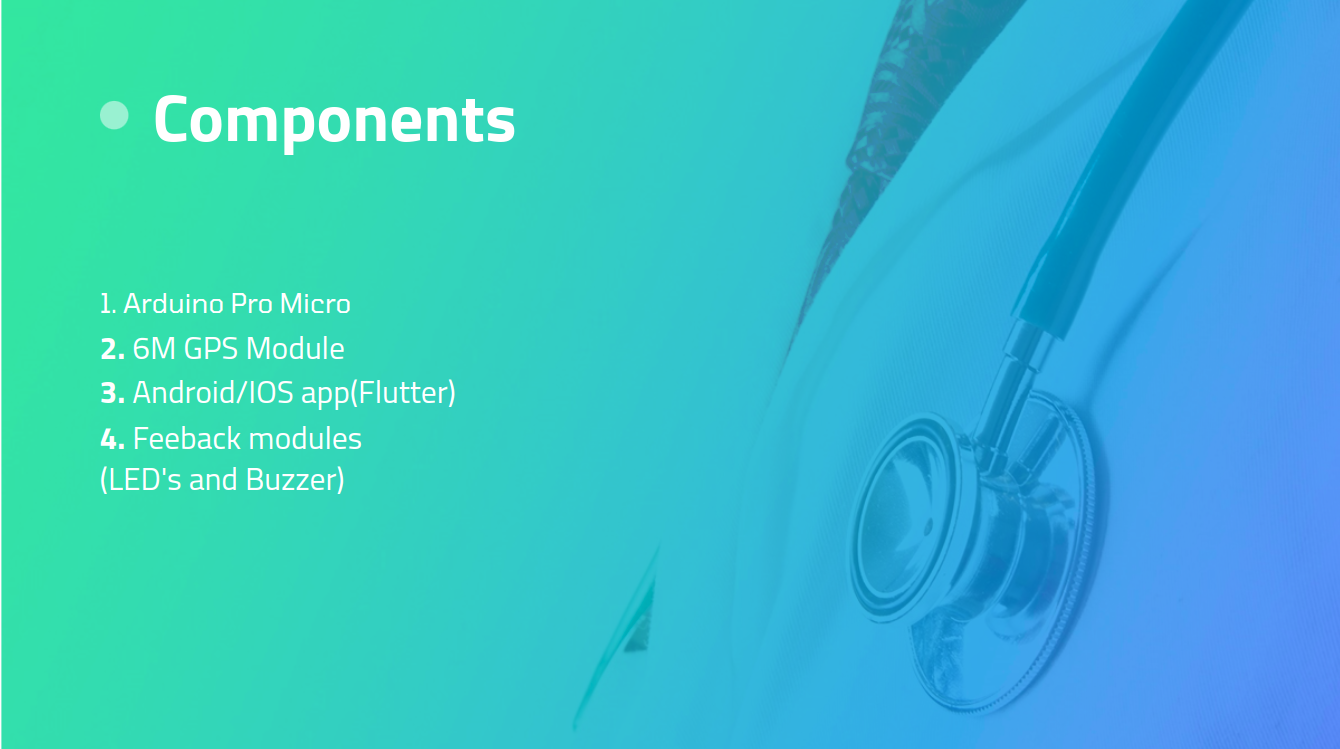 Components
1. Arduino Pro Micro
2. 6M GPS Module
3. Android/IOS app(Flutter)
4. Feeback modules
(LED's and Buzzer)